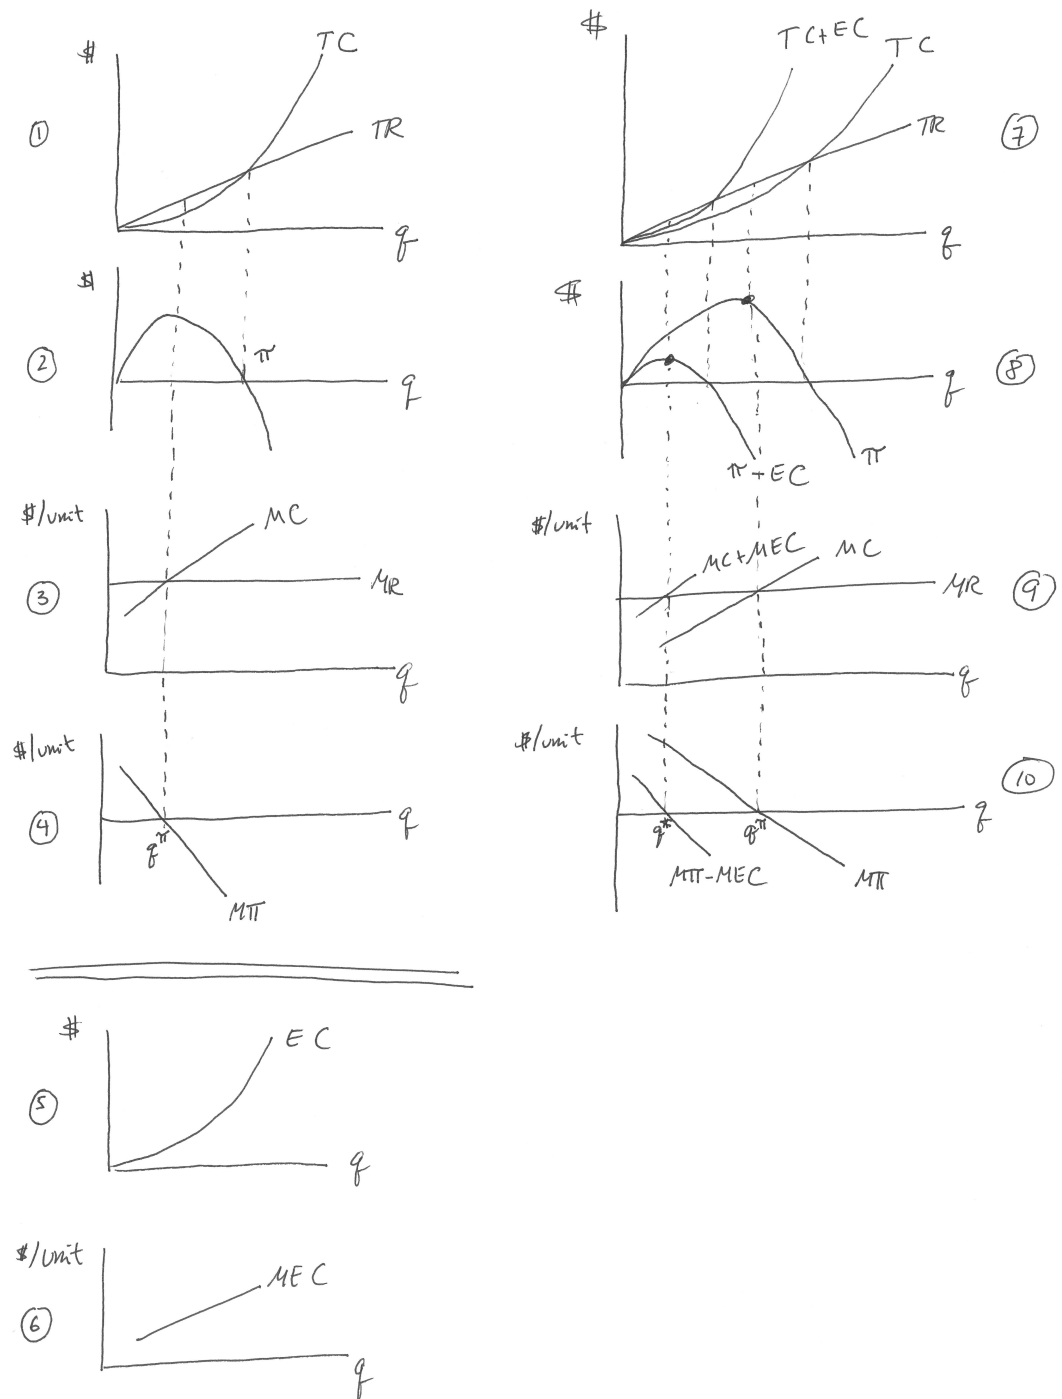 $
TC
①
TR
q
$
②
π
q
$/unit
MC
③
MR
q
$/unit
④
q
q^π
Mπ
$
EC
⑤
q
$/unit
MEC
⑥
q
$
TC+EC
TC
TR
⑦
q
$
q
⑧
π-EC
π
$/unit
MC+MEC
MC
MR
⑨
q
$/unit
⑩
q
q*
q^π
Mπ-MEC
Mπ